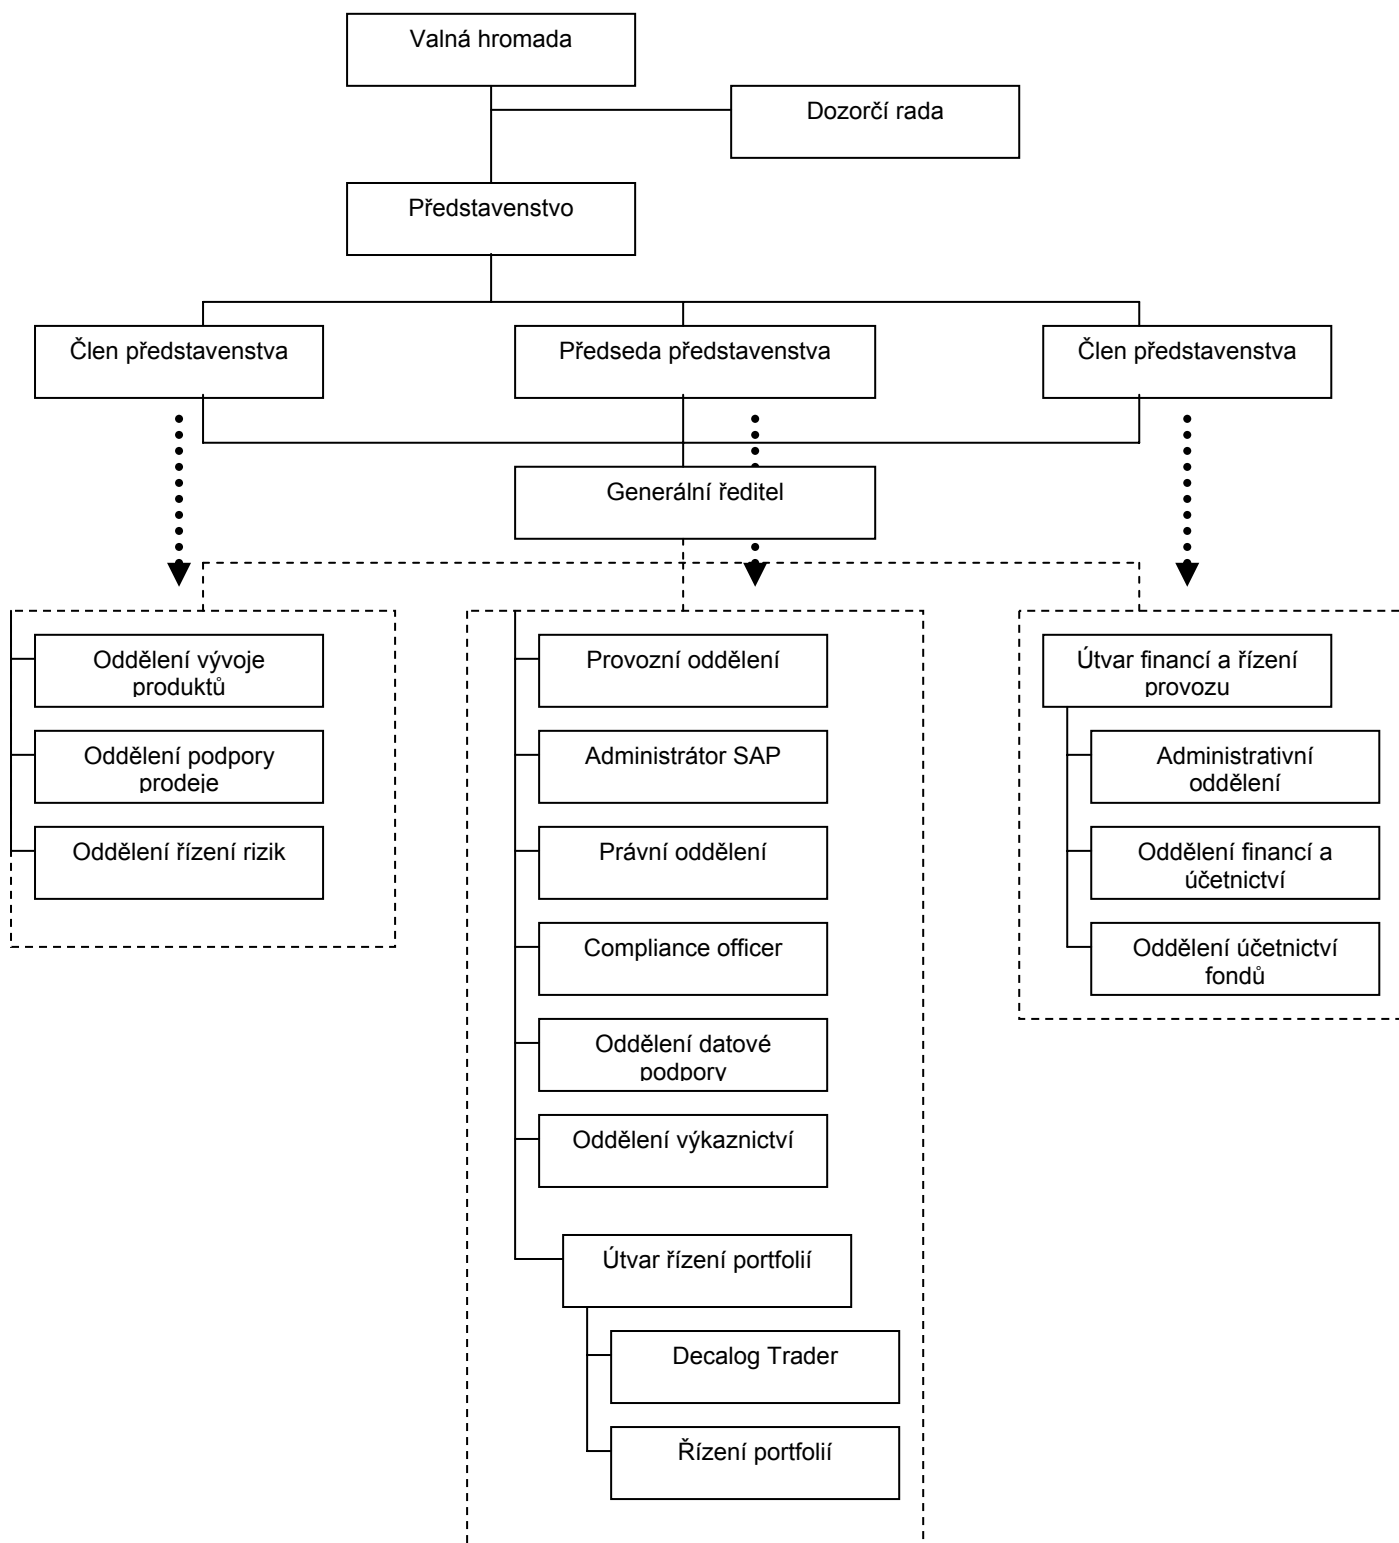 Valná hromada
Dozorčí rada
Představenstvo
Člen představenstva
Předseda představenstva
Člen představenstva
Generální ředitel
Oddělení vývoje
produktů
Oddělení podpory
prodeje
Oddělení řízení rizik
Provozní oddělení
Administrátor SAP
Právní oddělení
Compliance officer
Oddělení datové
podpory
Oddělení výkaznictví
Útvar řízení portfolií
Decalog Trader
Řízení portfolií
Útvar financí a řízení
provozu
Administrativní
oddělení
Oddělení financí a
účetnictví
Oddělení účetnictví
fondů